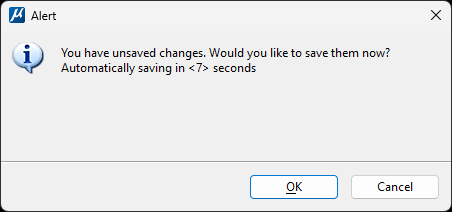 μ Alert
You have unsaved changes. Would you like to save them now?
Automatically saving in <7> seconds
OK
Cancel